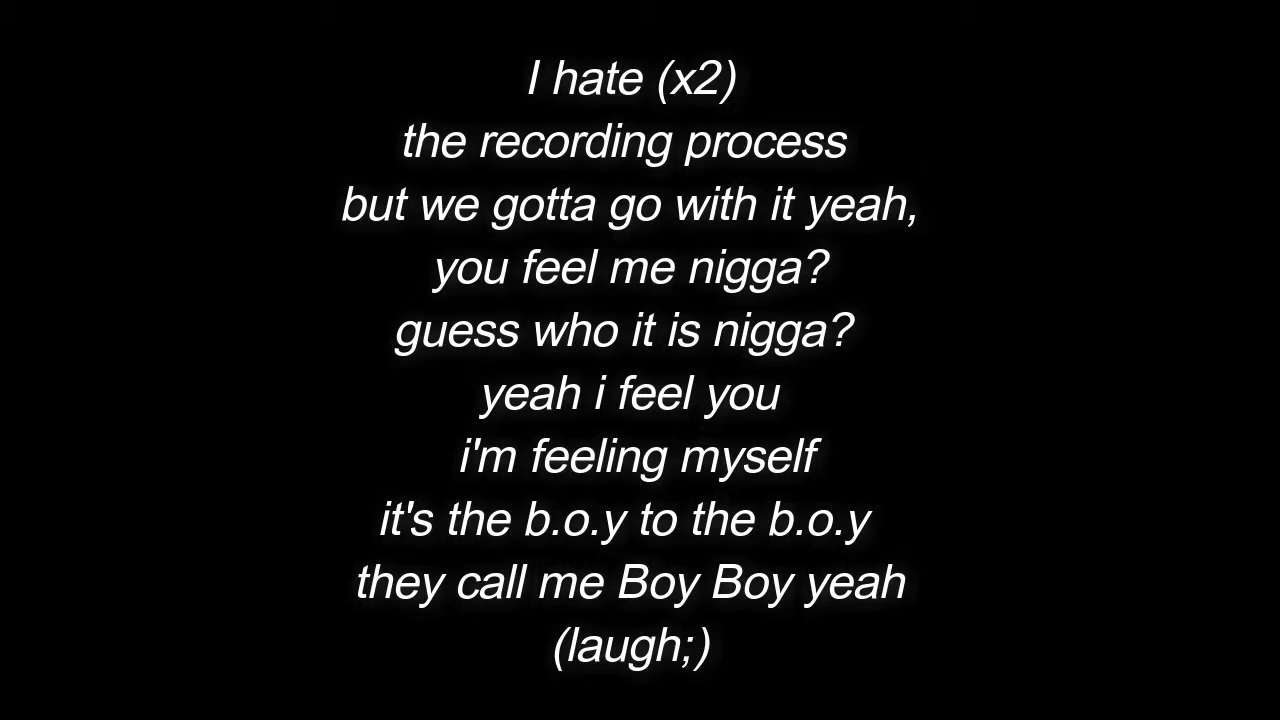 I hate (x2)
the recording process
but we gotta go with it yeah,
you feel me nigga?
guess who it is nigga?
yeah i feel you
i'm feeling myself
it's the b.o.y to the b.o.y
they call me Boy Boy yeah
(laugh;)